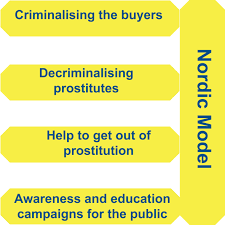 Criminalising the buyers
Decriminalising
prostitutes
Help to get out of
prostitution
Awareness and education
campaigns for the public
Nordic Model